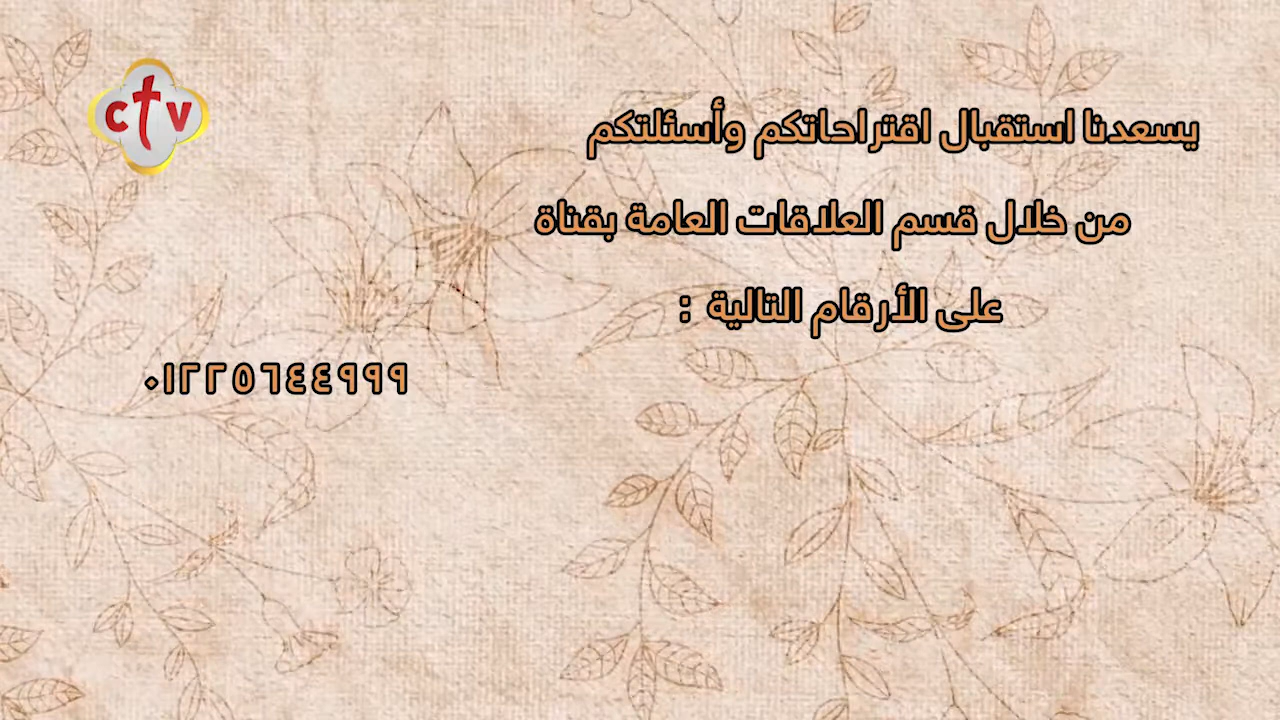 ctv
يسعدنا استقبال اقتراحاتكم وأسئلتكم
من خلال قسم العلاقات العامة بقناة
على الأرقام التالية :
٠١٢٢٥٦٤٤٩٩٩